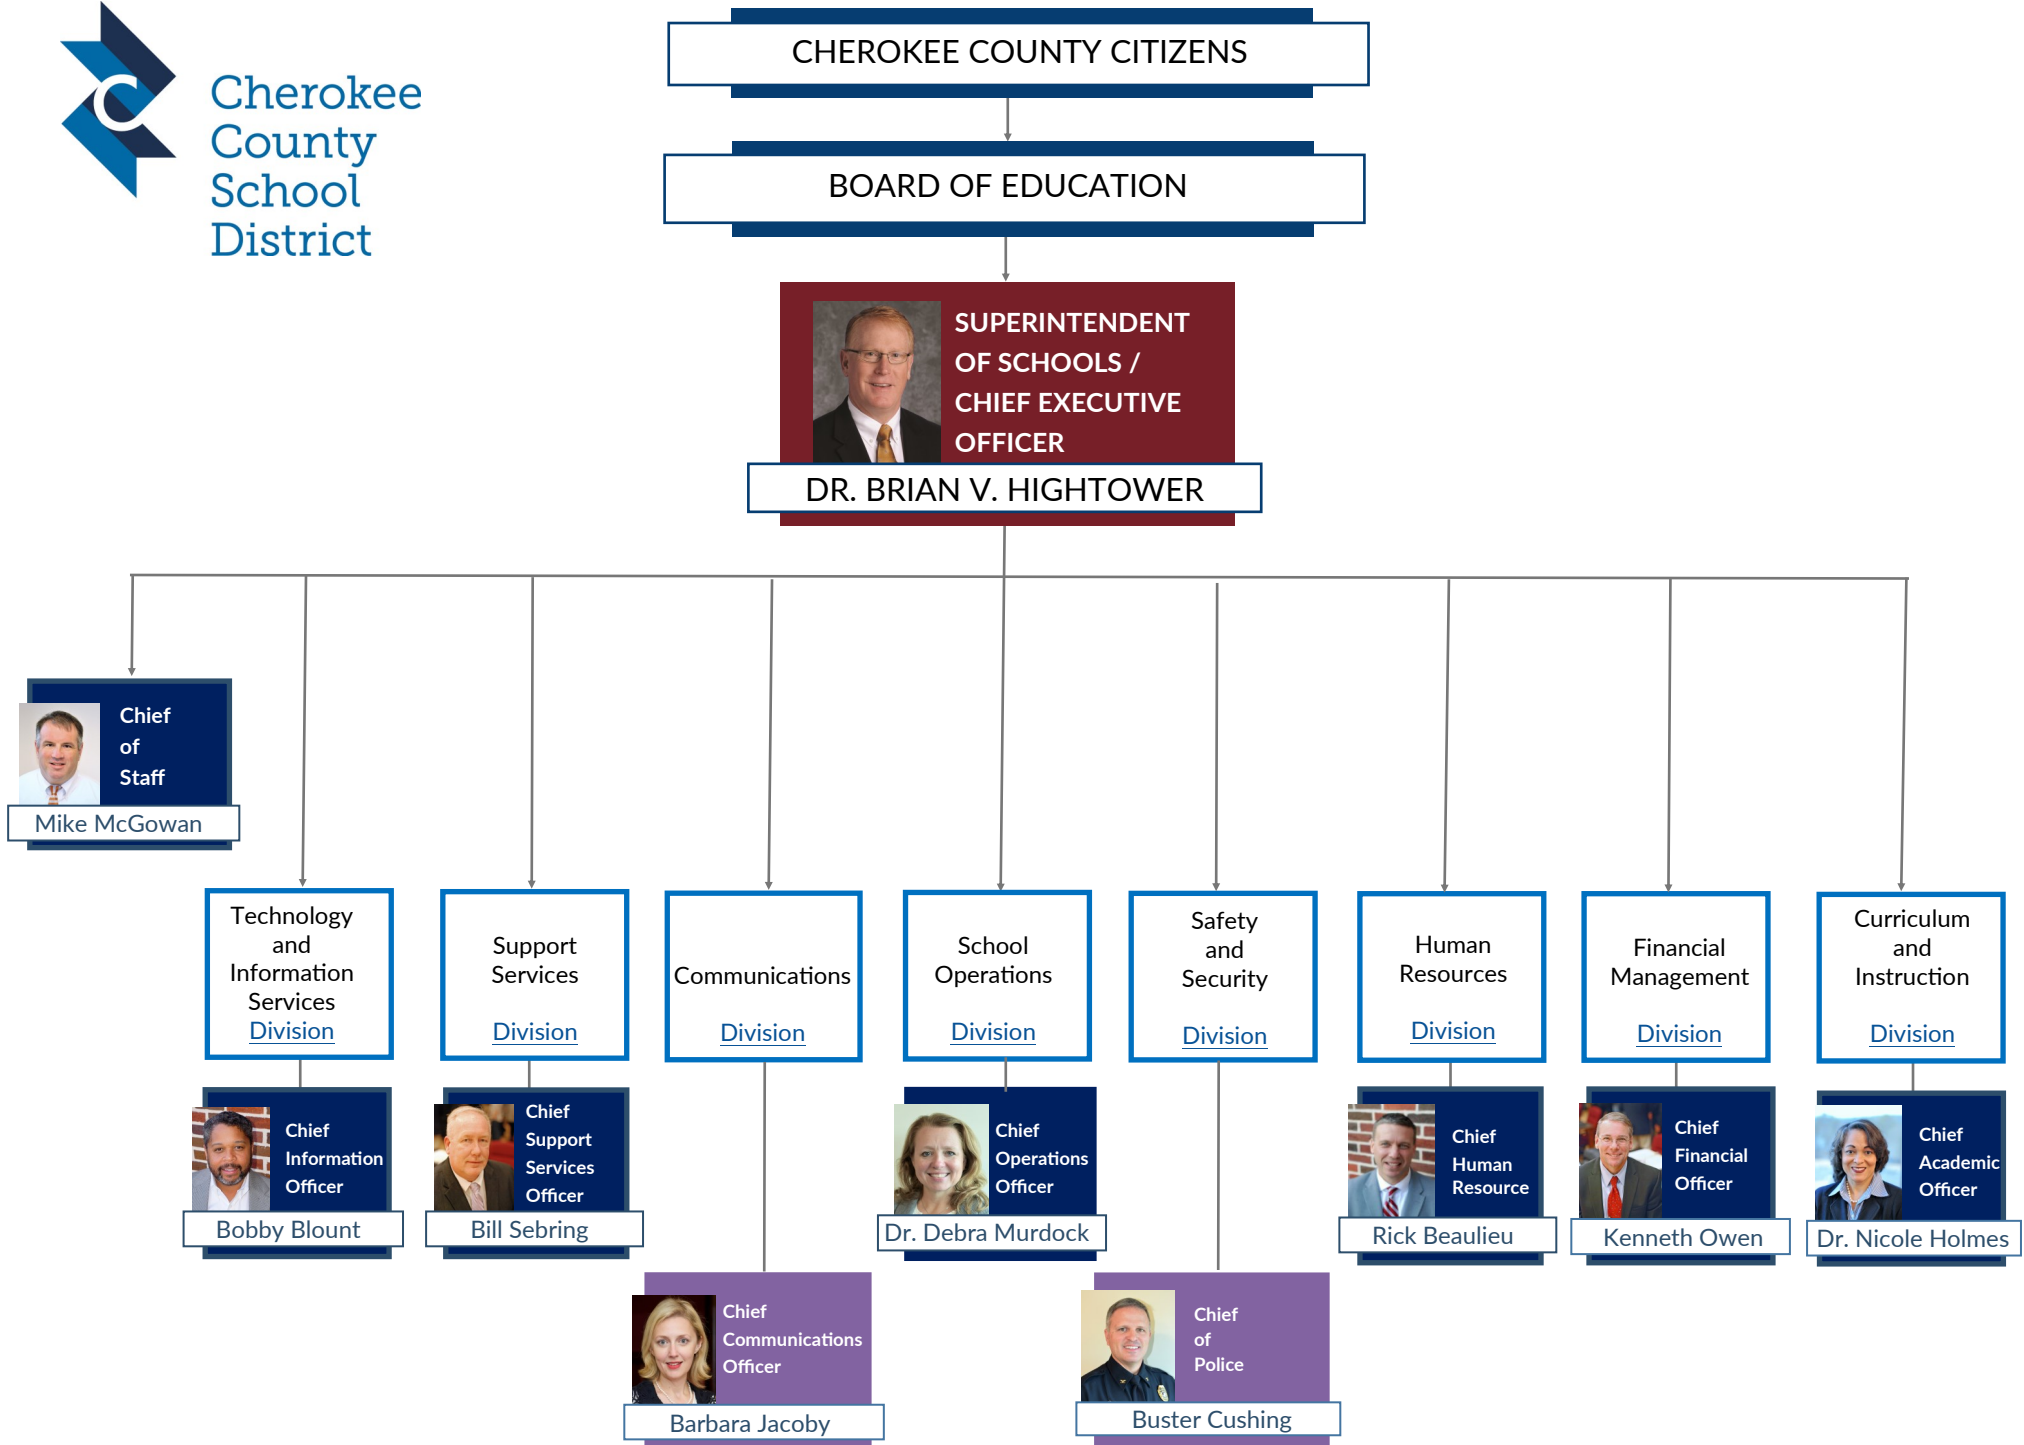 Cherokee
County
School
District
CHEROKEE COUNTY CITIZENS
BOARD OF EDUCATION
SUPERINTENDENT
OF SCHOOLS /
CHIEF EXECUTIVE
OFFICER
DR. BRIAN V. HIGHTOWER
Chief
of
Staff
Mike McGowan
Technology
and
Information
Services
Division
Support
Services
Division
Communications
Division
School
Operations
Division
Safety
and
Security
Division
Human
Resources
Division
Financial
Management
Division
Curriculum
and
Instruction
Division
Chief
Information
Officer
Bobby Blount
Chief
Support
Services
Officer
Bill Sebring
Chief
Communications
Officer
Barbara Jacoby
Chief
Operations
Officer
Dr. Debra Murdock
Chief
of
Police
Buster Cushing
Chief
Human
Resource
Rick Beaulieu
Chief
Financial
Officer
Kenneth Owen
Chief
Academic
Officer
Dr. Nicole Holmes